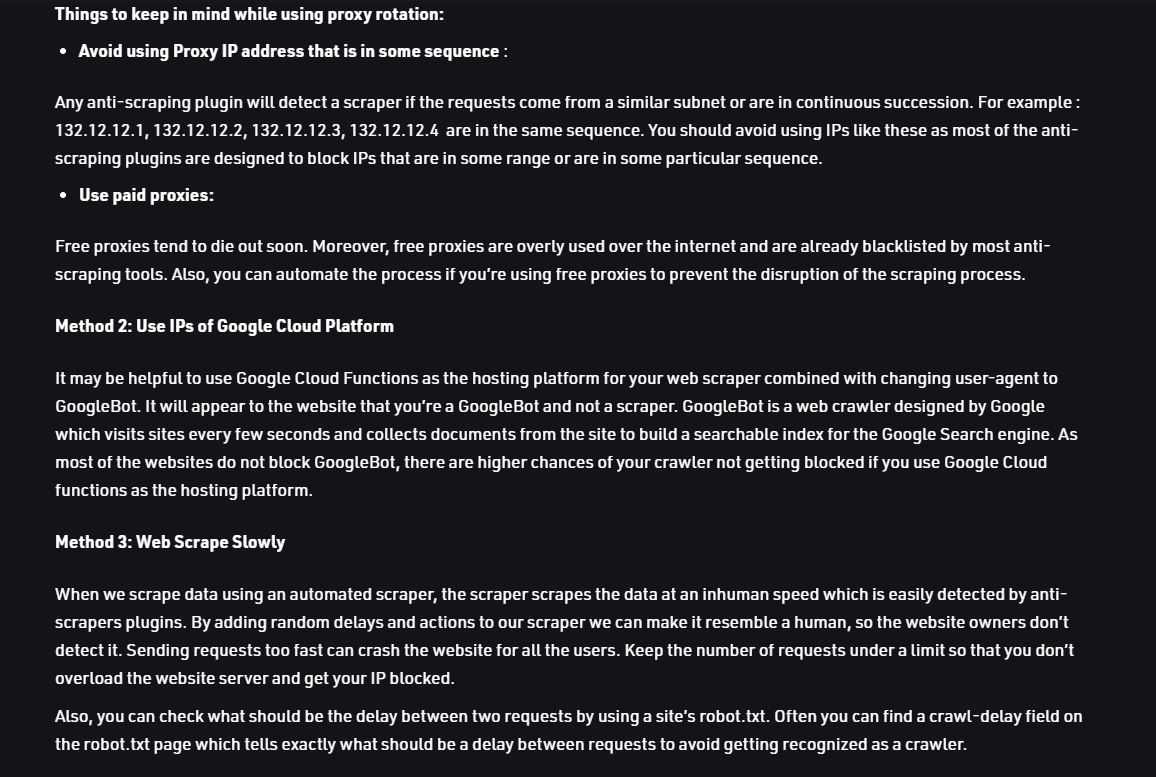 Things to keep in mind while using proxy rotation:
• Avoid using Proxy IP address that is in some sequence :
Any anti-scraping plugin will detect a scraper if the requests come from a similar subnet or are in continuous succession. For example :
132.12.12.1, 132.12.12.2, 132.12.12.3, 132.12.12.4 are in the same sequence. You should avoid using IPs like these as most of the anti-
scraping plugins are designed to block IPs that are in some range or are in some particular sequence.
• Use paid proxies:
Free proxies tend to die out soon. Moreover, free proxies are overly used over the internet and are already blacklisted by most anti-
scraping tools. Also, you can automate the process if you're using free proxies to prevent the disruption of the scraping process.
Method 2: Use IPs of Google Cloud Platform
It may be helpful to use Google Cloud Functions as the hosting platform for your web scraper combined with changing user-agent to
GoogleBot. It will appear to the website that you're a GoogleBot and not a scraper. GoogleBot is a web crawler designed by Google
which visits sites every few seconds and collects documents from the site to build a searchable index for the Google Search engine. As
most of the websites do not block GoogleBot, there are higher chances of your crawler not getting blocked if you use Google Cloud
functions as the hosting platform.
Method 3: Web Scrape Slowly
When we scrape data using an automated scraper, the scraper scrapes the data at an inhuman speed which is easily detected by anti-
scrapers plugins. By adding random delays and actions to our scraper we can make it resemble a human, so the website owners don't
detect it. Sending requests too fast can crash the website for all the users. Keep the number of requests under a limit so that you don't
overload the website server and get your IP blocked.
Also, you can check what should be the delay between two requests by using a site's robot.txt. Often you can find a crawl-delay field on
the robot.txt page which tells exactly what should be a delay between requests to avoid getting recognized as a crawler.